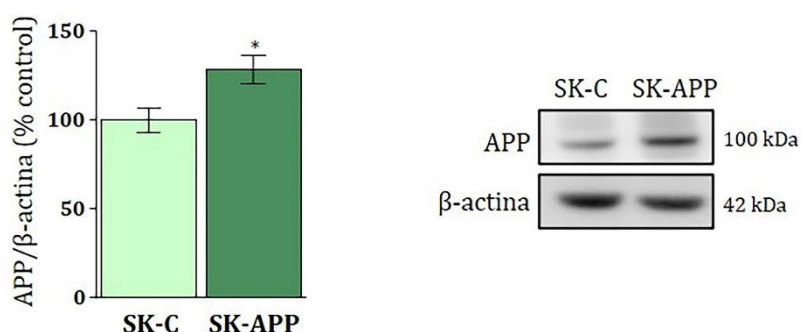 APP/β-actina (% control)
150
100
50
0
*
SK-C SK-APP
SK-C SK-APP
APP 100 kDa
β-actina 42 kDa